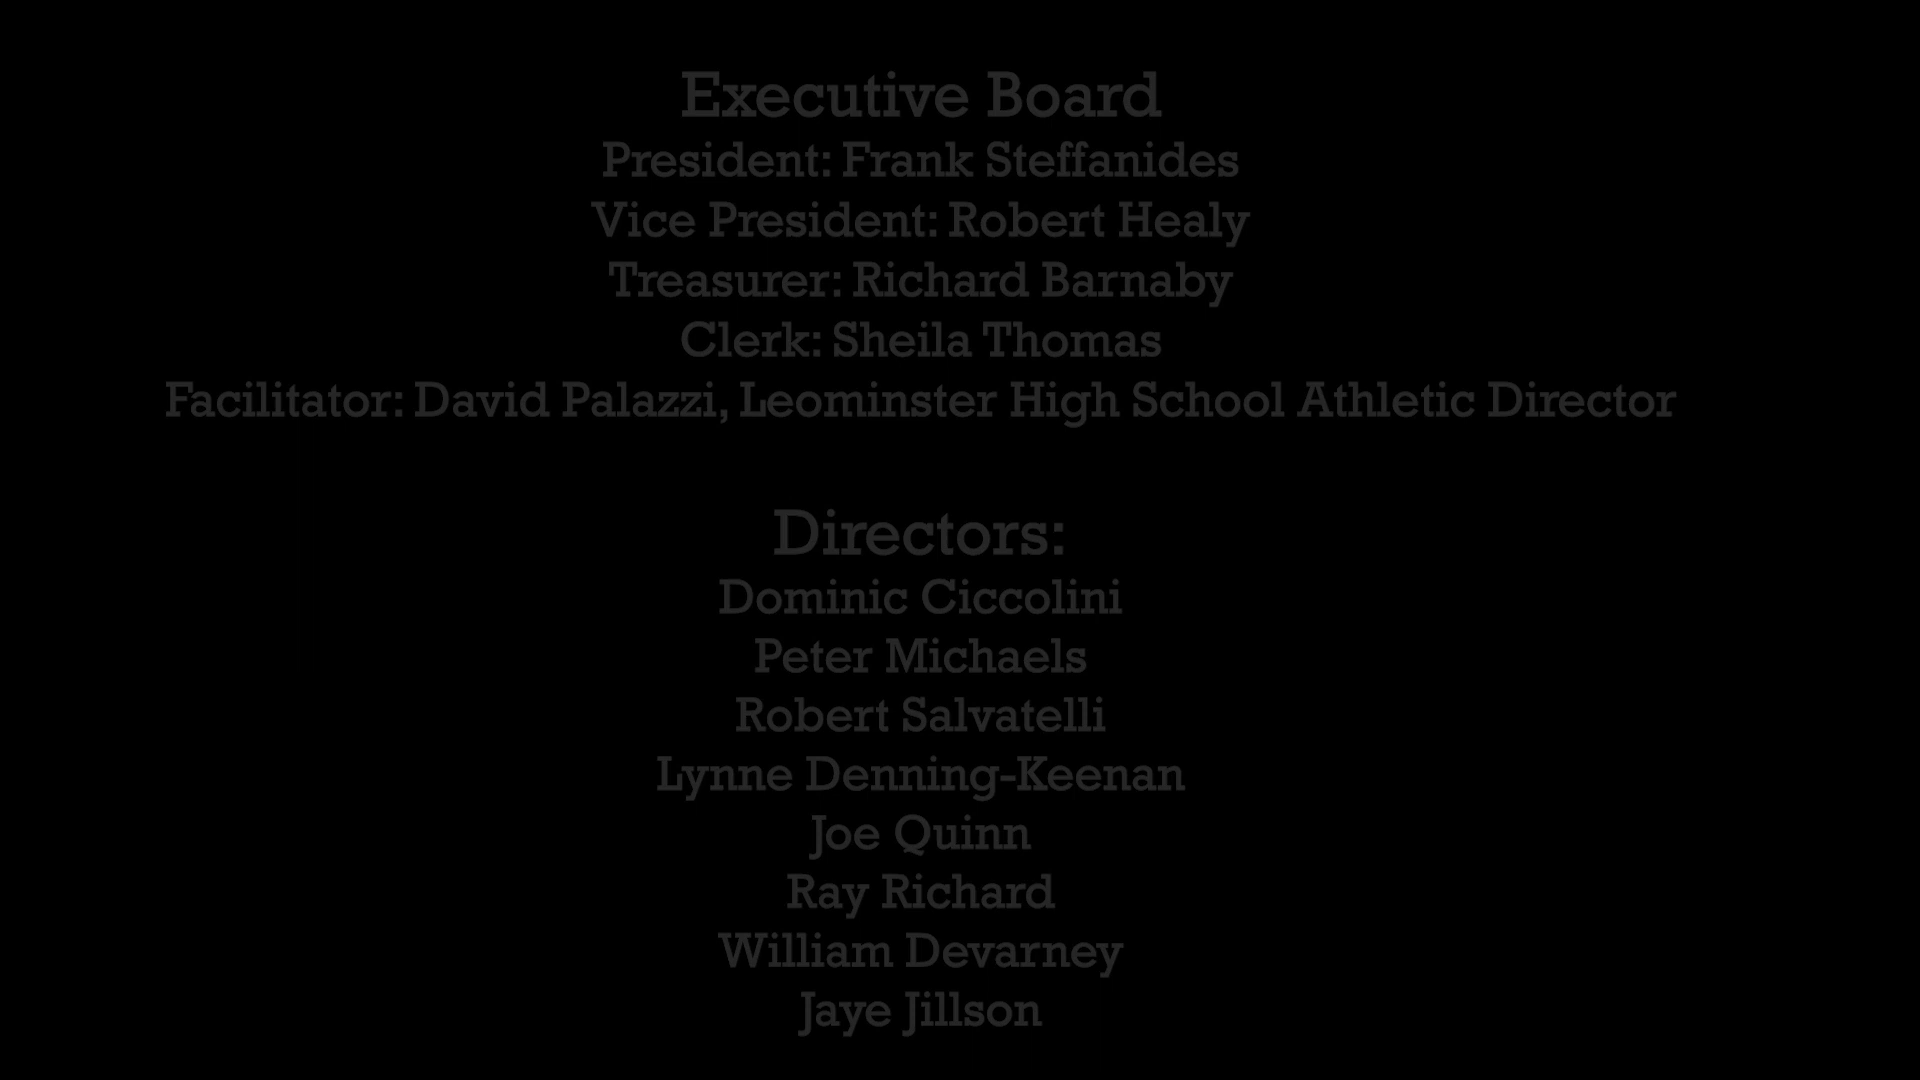 Executive Board
President: Frank Steffanides
Vice President: Robert Healy
Treasurer: Richard Barnaby
Clerk: Sheila Thomas
Facilitator: David Palazzi, Leominster High School Athletic Director
Directors:
Dominic Ciccolini
Peter Michaels
Robert Salvatelli
Lynne Denning-Keenan
Joe Quinn
Ray Richard
William Devarney
Jaye Jillson